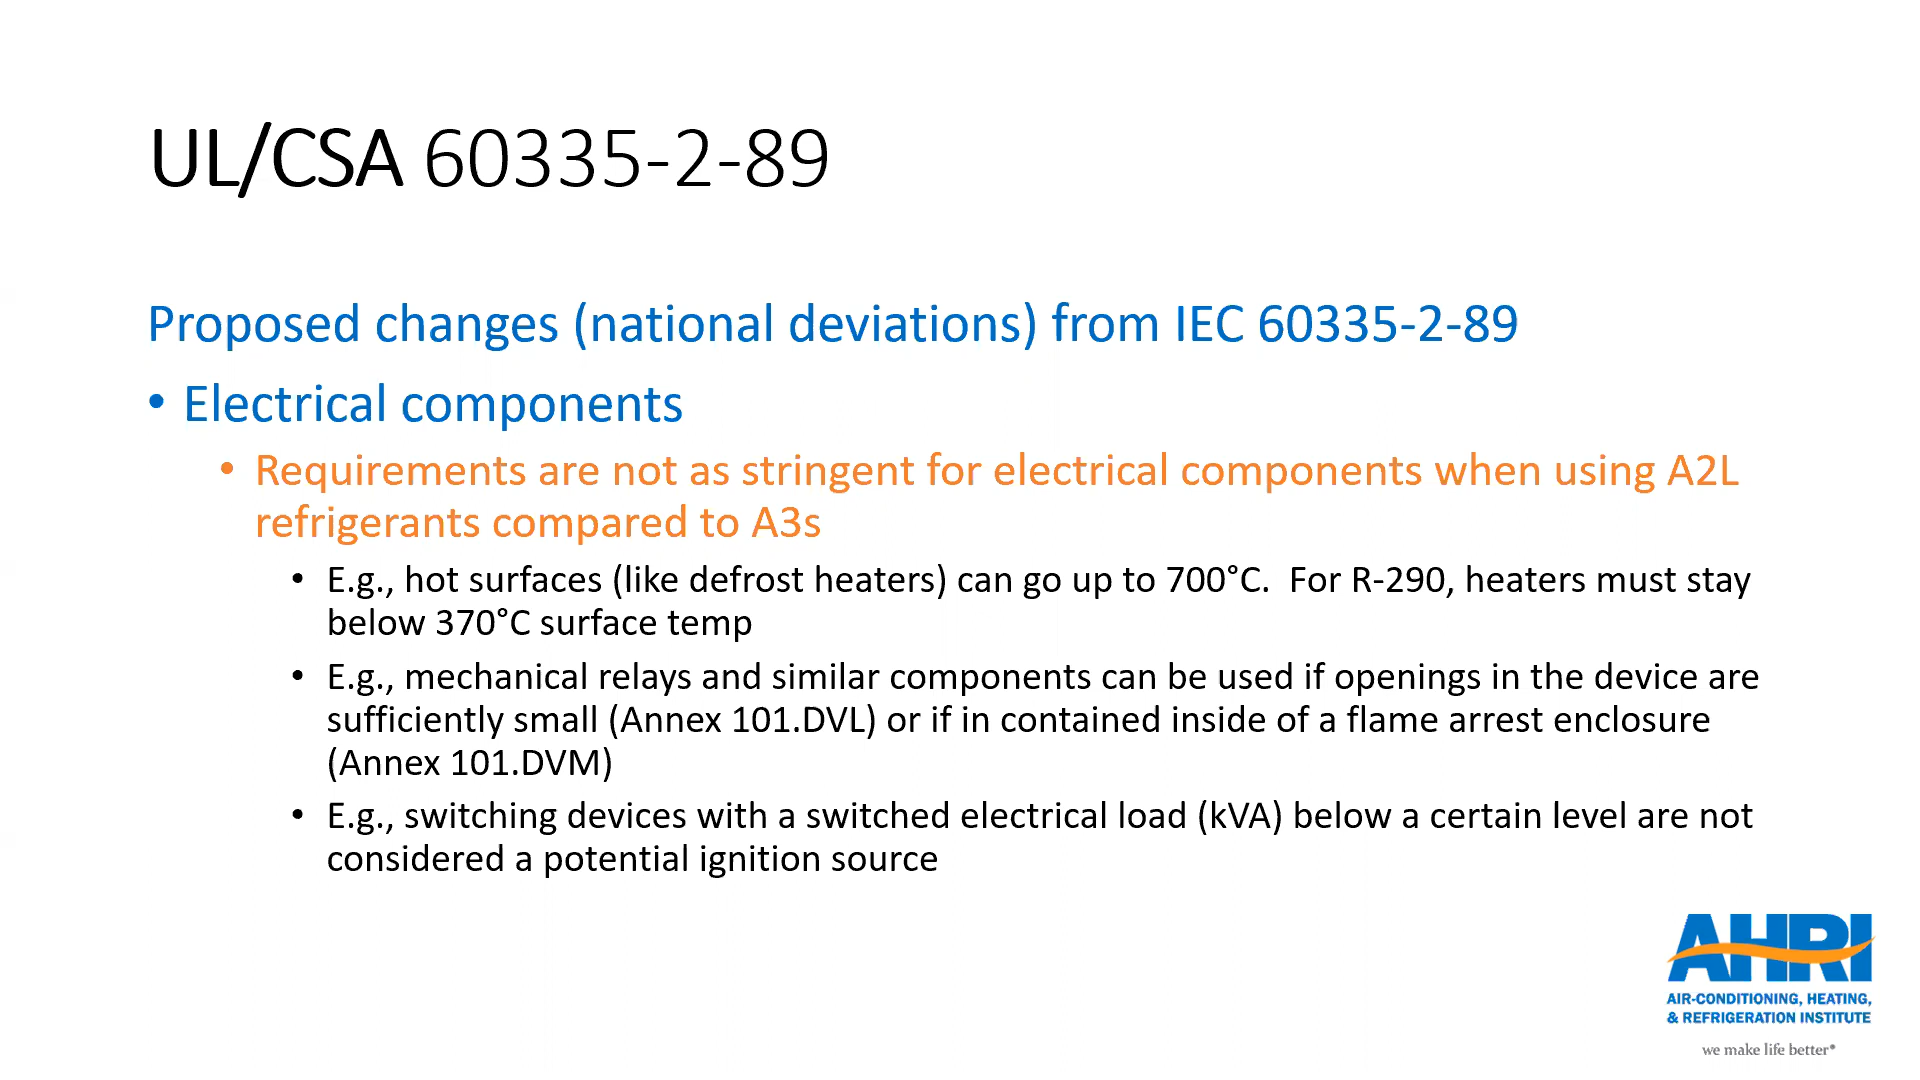 UL/CSA 60335-2-89
Proposed changes (national deviations) from IEC 60335-2-89
• Electrical components
• Requirements are not as stringent for electrical components when using A2L
refrigerants compared to A3s
• E.g., hot surfaces (like defrost heaters) can go up to 700°C.  For R-290, heaters must stay
below 370°C surface temp
• E.g., mechanical relays and similar components can be used if openings in the device are
sufficiently small (Annex 101.DVL) or if in contained inside of a flame arrest enclosure
(Annex 101.DVM)
• E.g., switching devices with a switched electrical load (kVA) below a certain level are not
considered a potential ignition source
AHRI
AIR-CONDITIONING, HEATING,
& REFRIGERATION INSTITUTE
we make life better®